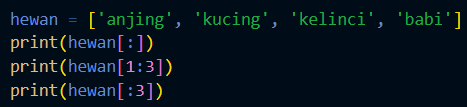 hewan = ['anjing', 'kucing', 'kelinci', 'babi']
print(hewan[:])
print(hewan[1:3])
print(hewan[:3])